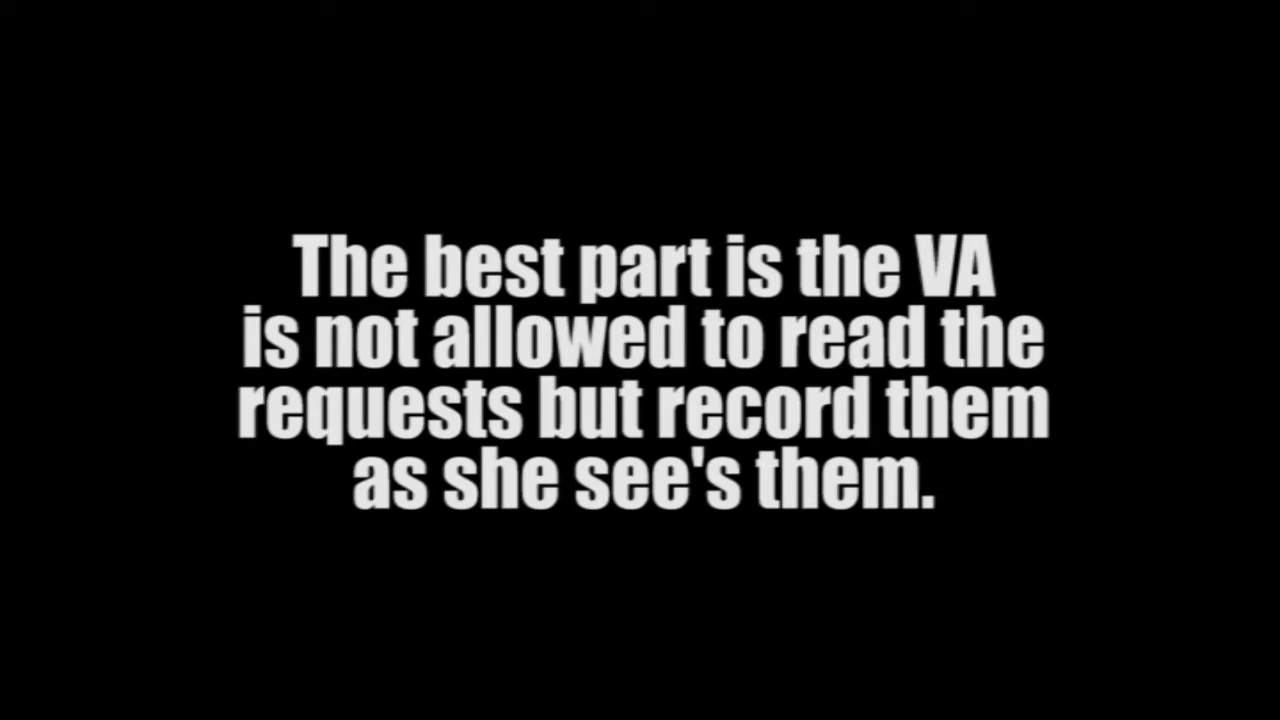 The best part is the VA
is not allowed to read the
requests but record them
as she see's them.